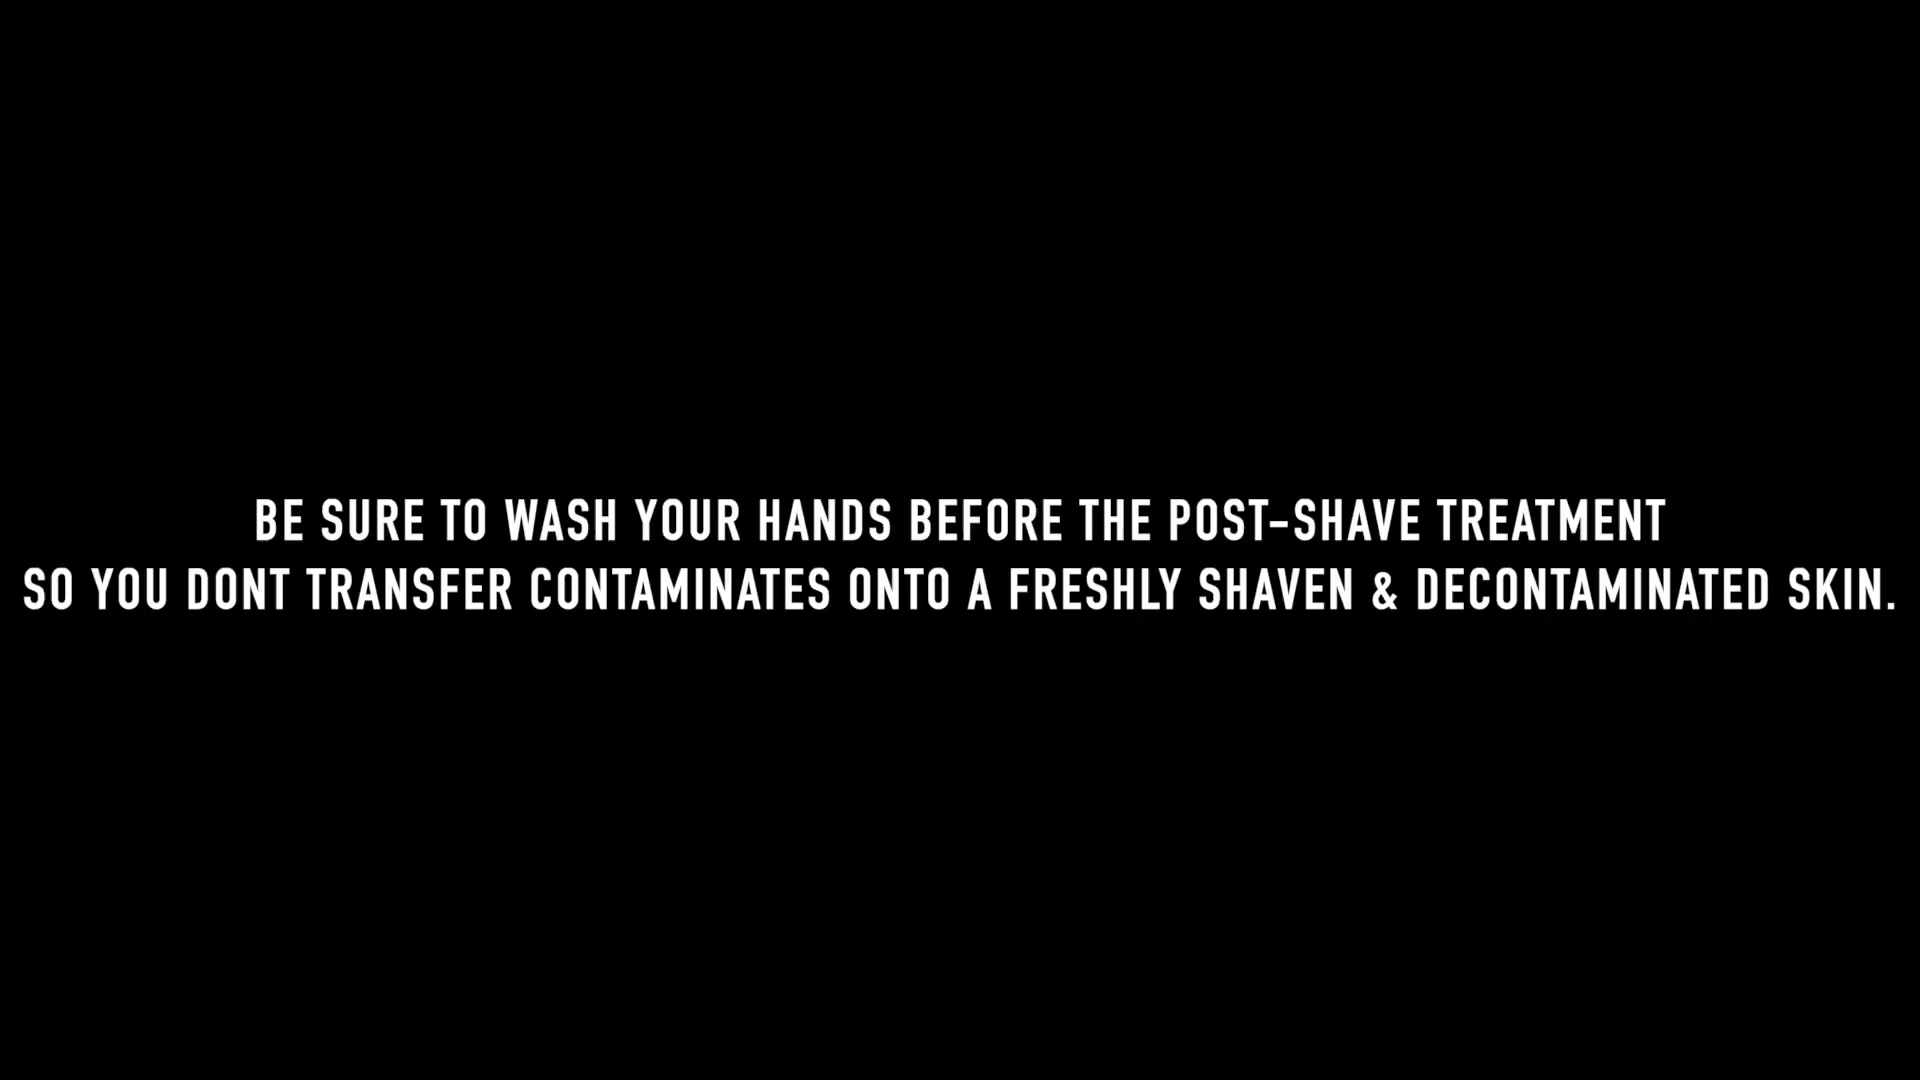 BE SURE TO WASH YOUR HANDS BEFORE THE POST-SHAVE TREATMENT
SO YOU DONT TRANSFER CONTAMINATES ONTO A FRESHLY SHAVEN & DECONTAMINATED SKIN.